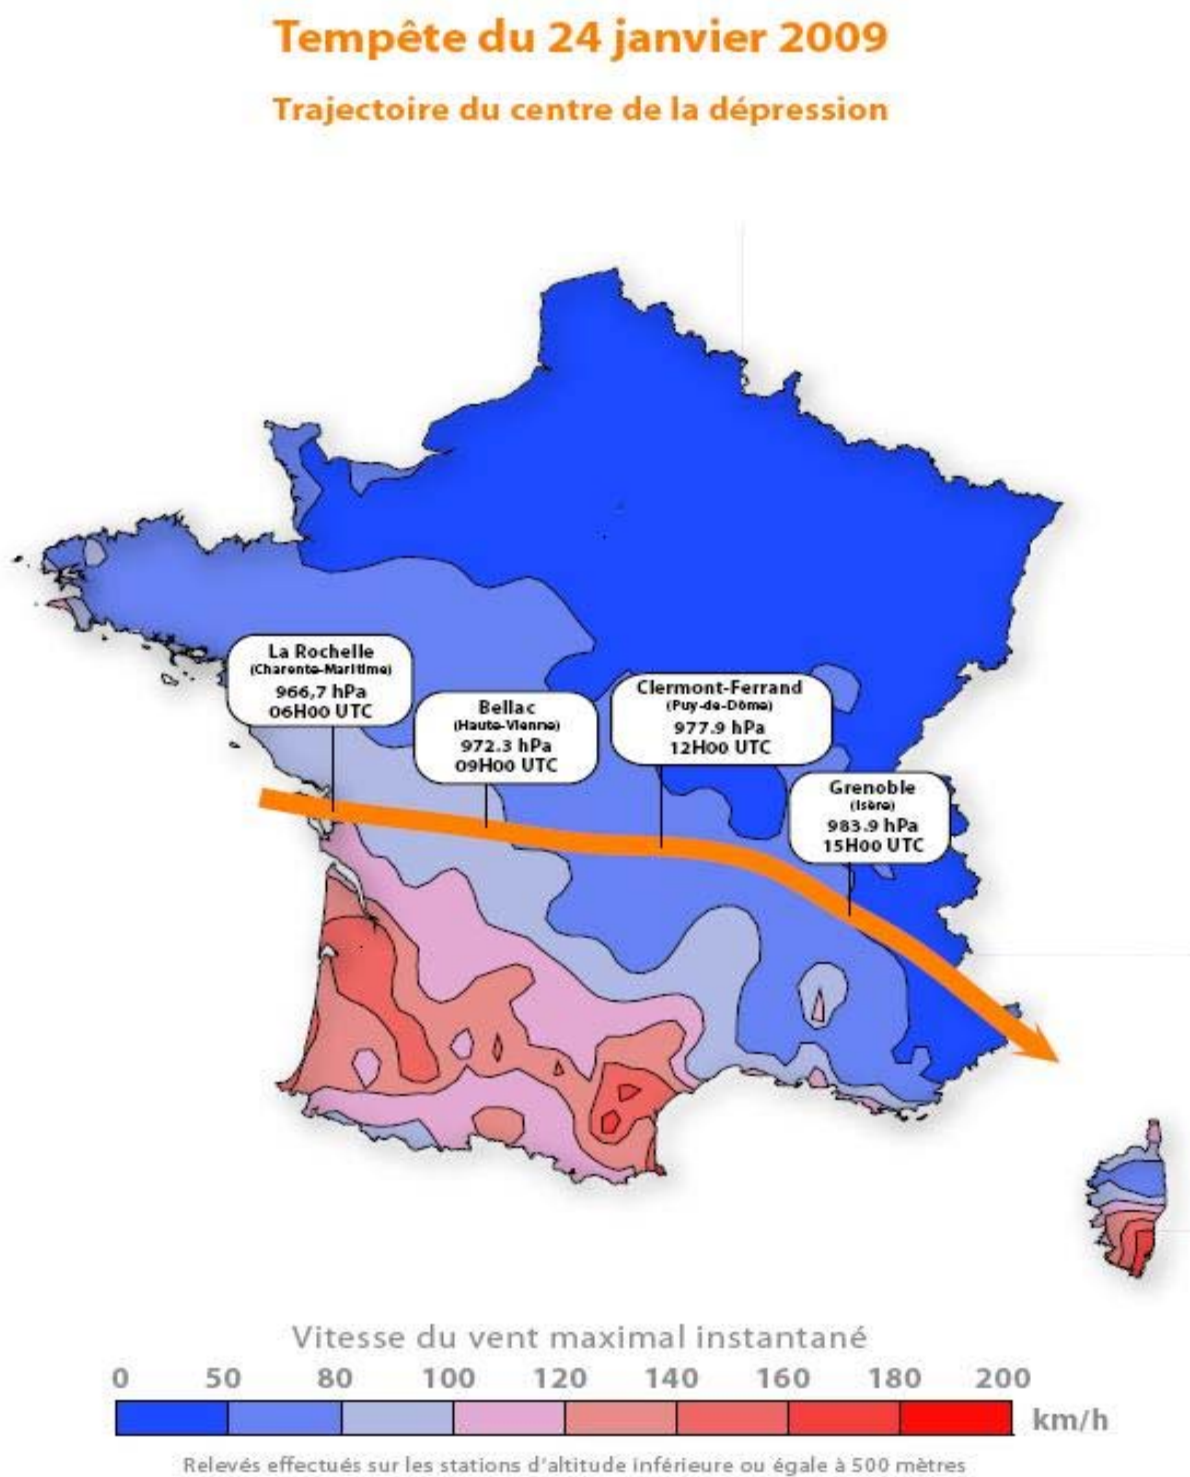 Tempête du 24 janvier 2009
Trajectoire du centre de la dépression
La Rochelle
(Charente-Maritime)
966,7 hPa
06H00 UTC
Bellac
(Haute-Vienne)
972.3 hPa
09H00 UTC
Clermont-Ferrand
(Puy-de-Dôme)
977.9 hPa
12H00 UTC
Grenoble
(Isère)
983.9 hPa
15H00 UTC
Vitesse du vent maximal instantané
0 50 80 100 120 140 160 180 200
km/h
Relevés effectués sur les stations d'altitude inférieure ou égale à 500 mètres